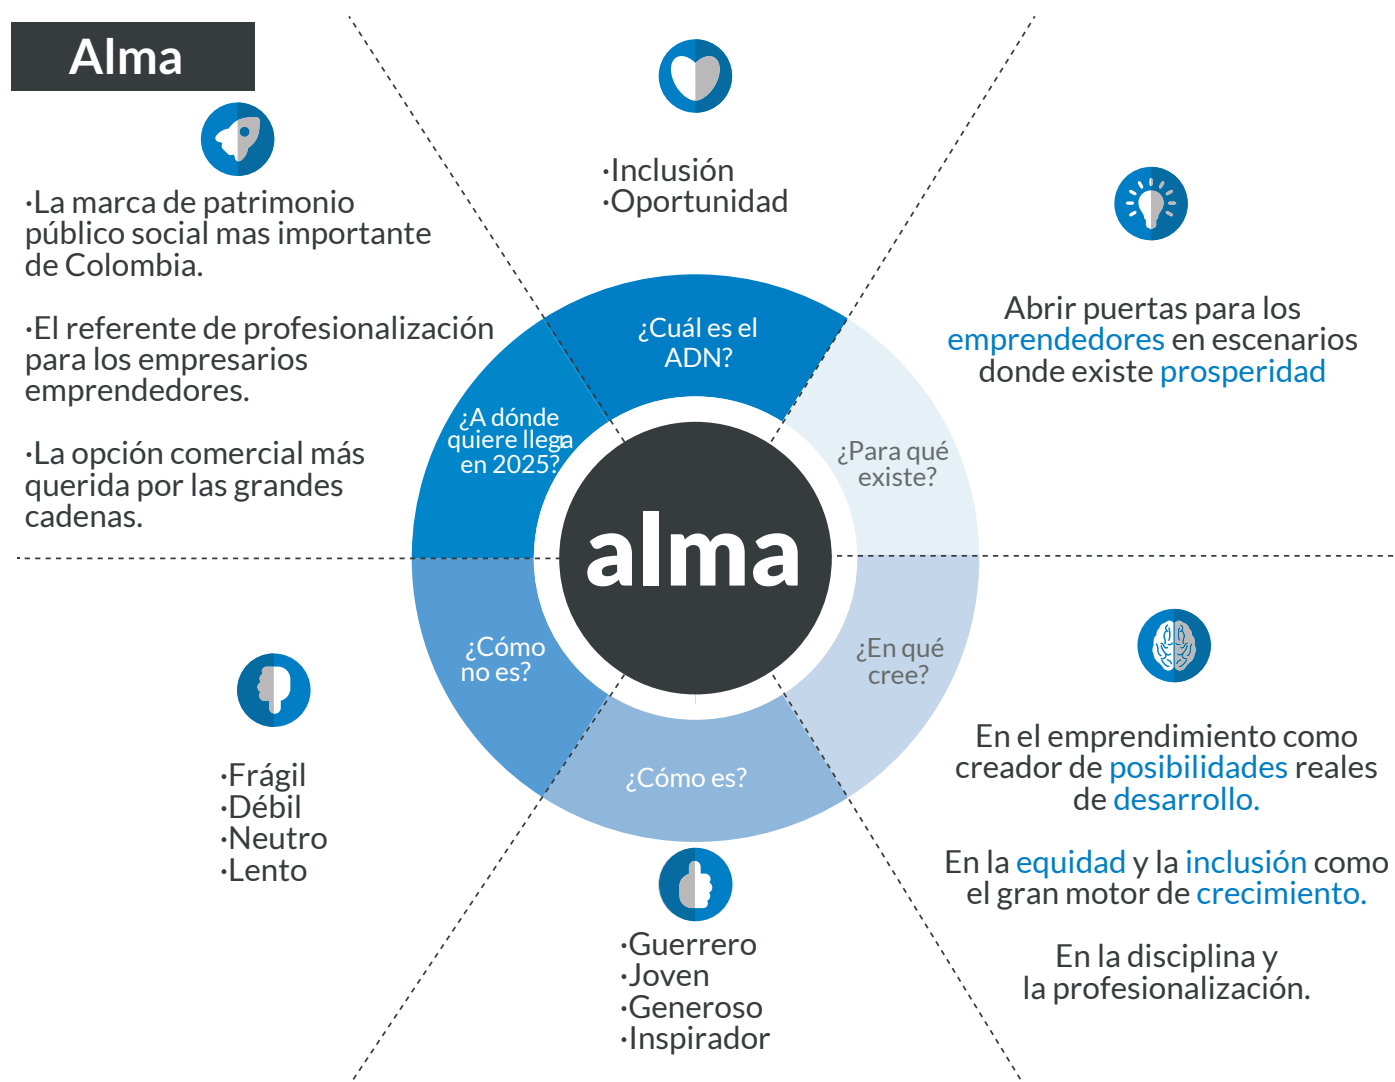 Alma
·La marca de patrimonio
público social mas importante
de Colombia.
·El referente de profesionalización
para los empresarios
emprendedores.
·La opción comercial más
querida por las grandes
cadenas.
¿A dónde
quiere llegar
en 2025?
·Inclusión
·Oportunidad
¿Cuál es el
ADN?
Abrir puertas para los
emprendedores en escenarios
donde existe prosperidad
¿Para qué
existe?
alma
¿En qué
cree?
En el emprendimiento como
creador de posibilidades reales
de desarrollo.
En la equidad y la inclusión como
el gran motor de crecimiento.
En la disciplina y
la profesionalización.
¿Cómo es?
·Guerrero
·Joven
·Generoso
·Inspirador
¿Cómo
no es?
·Frágil
·Débil
·Neutro
·Lento